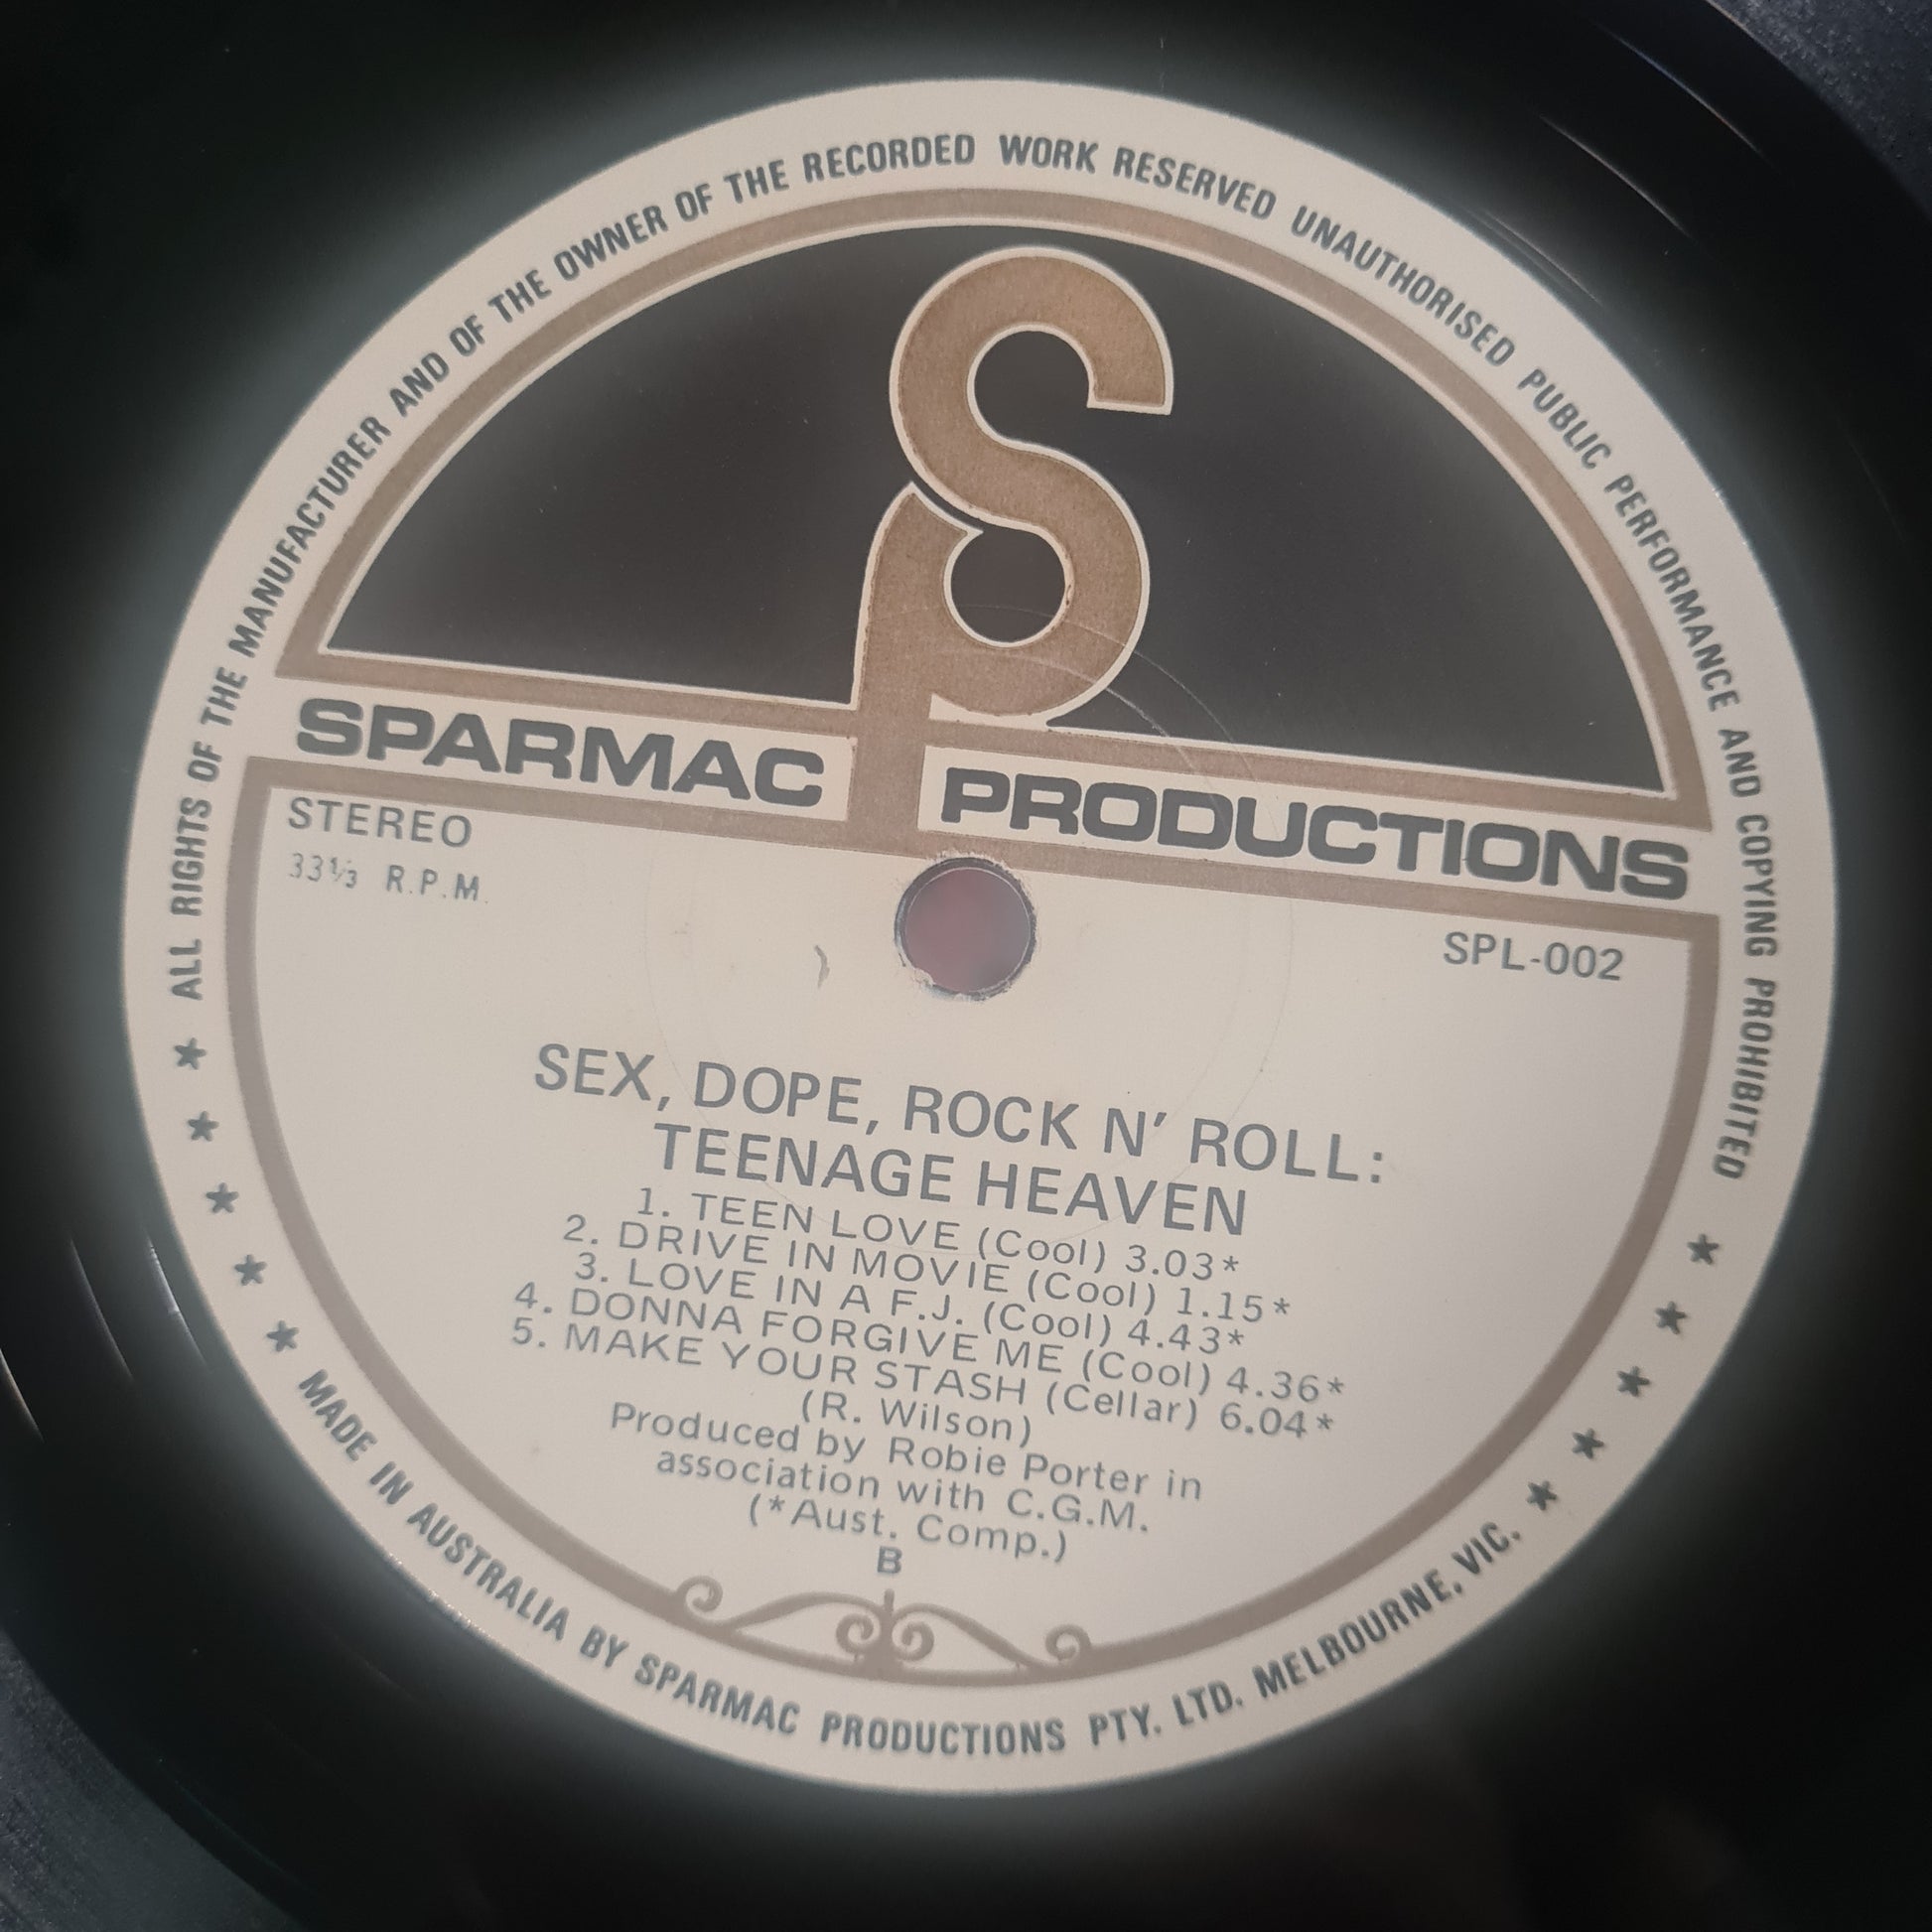 ALL RIGHTS OF THE MANUFACTURER AND OF THE OWNER OF THE RECORDED WORK RESERVED UNAUTHORISED PUBLIC PERFORMANCE AND COPYING PROHIBITED
SPARMAC PRODUCTIONS
STEREO
33⅓ R.P.M.
SPL-002
SEX, DOPE, ROCK N' ROLL:
TEENAGE HEAVEN
1. TEEN LOVE (Cool) 3.03*
2. DRIVE IN MOVIE (Cool) 1.15*
3. LOVE IN A F.J. (Cool) 4.43*
4. DONNA FORGIVE ME (Cool) 4.36*
5. MAKE YOUR STASH (Cellar) 6.04*
(R. Wilson)
Produced by Robie Porter in
association with C.G.M.
(*Aust. Comp.)
B
★ ★ ★ ★ ★ MADE IN AUSTRALIA BY SPARMAC PRODUCTIONS PTY. LTD. MELBOURNE, VIC. ★ ★ ★ ★ ★